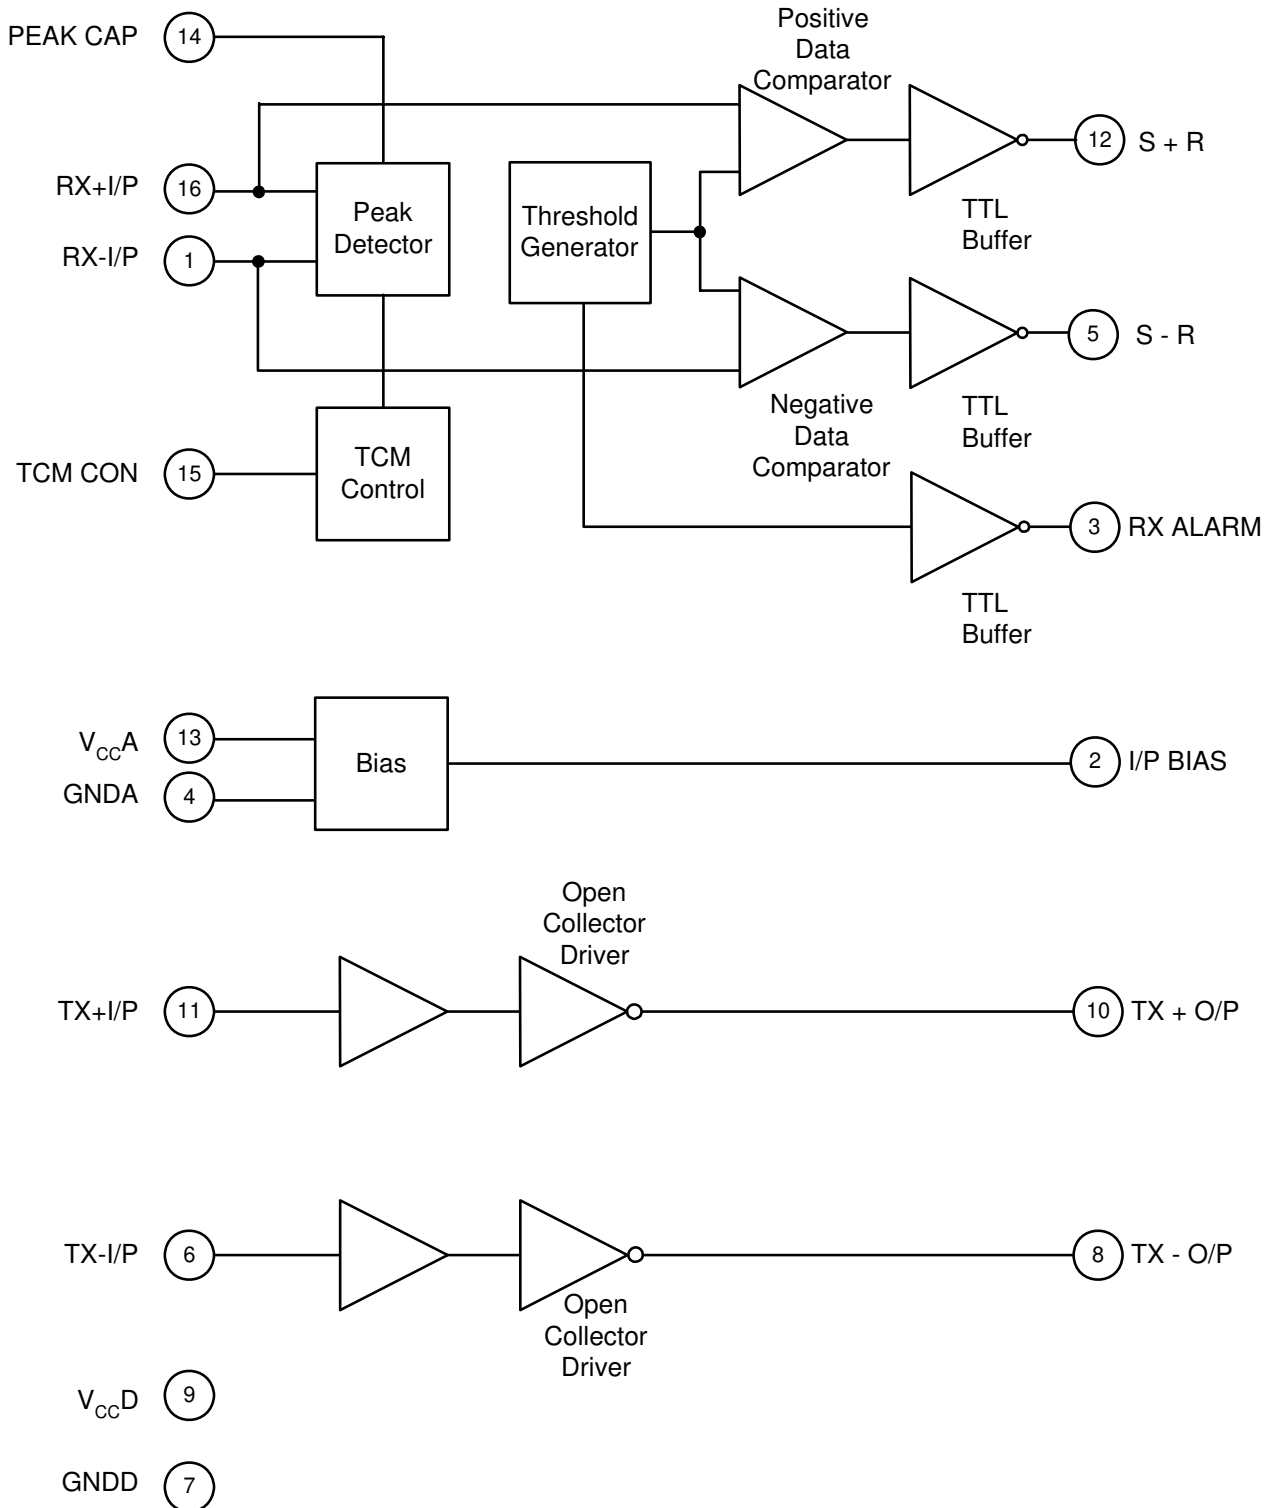 Positive
Data
Comparator
PEAK CAP 14
RX+I/P 16
RX-I/P 1
Peak
Detector
Threshold
Generator
12 S + R
TTL
Buffer
5 S - R
TTL
Buffer
Negative
Data
Comparator
TCM CON 15
TCM
Control
3 RX ALARM
TTL
Buffer
VCCA 13
GNDA 4
Bias
2 I/P BIAS
Open
Collector
Driver
TX+I/P 11
10 TX + O/P
TX-I/P 6
8 TX - O/P
Open
Collector
Driver
VCCD 9
GNDD 7